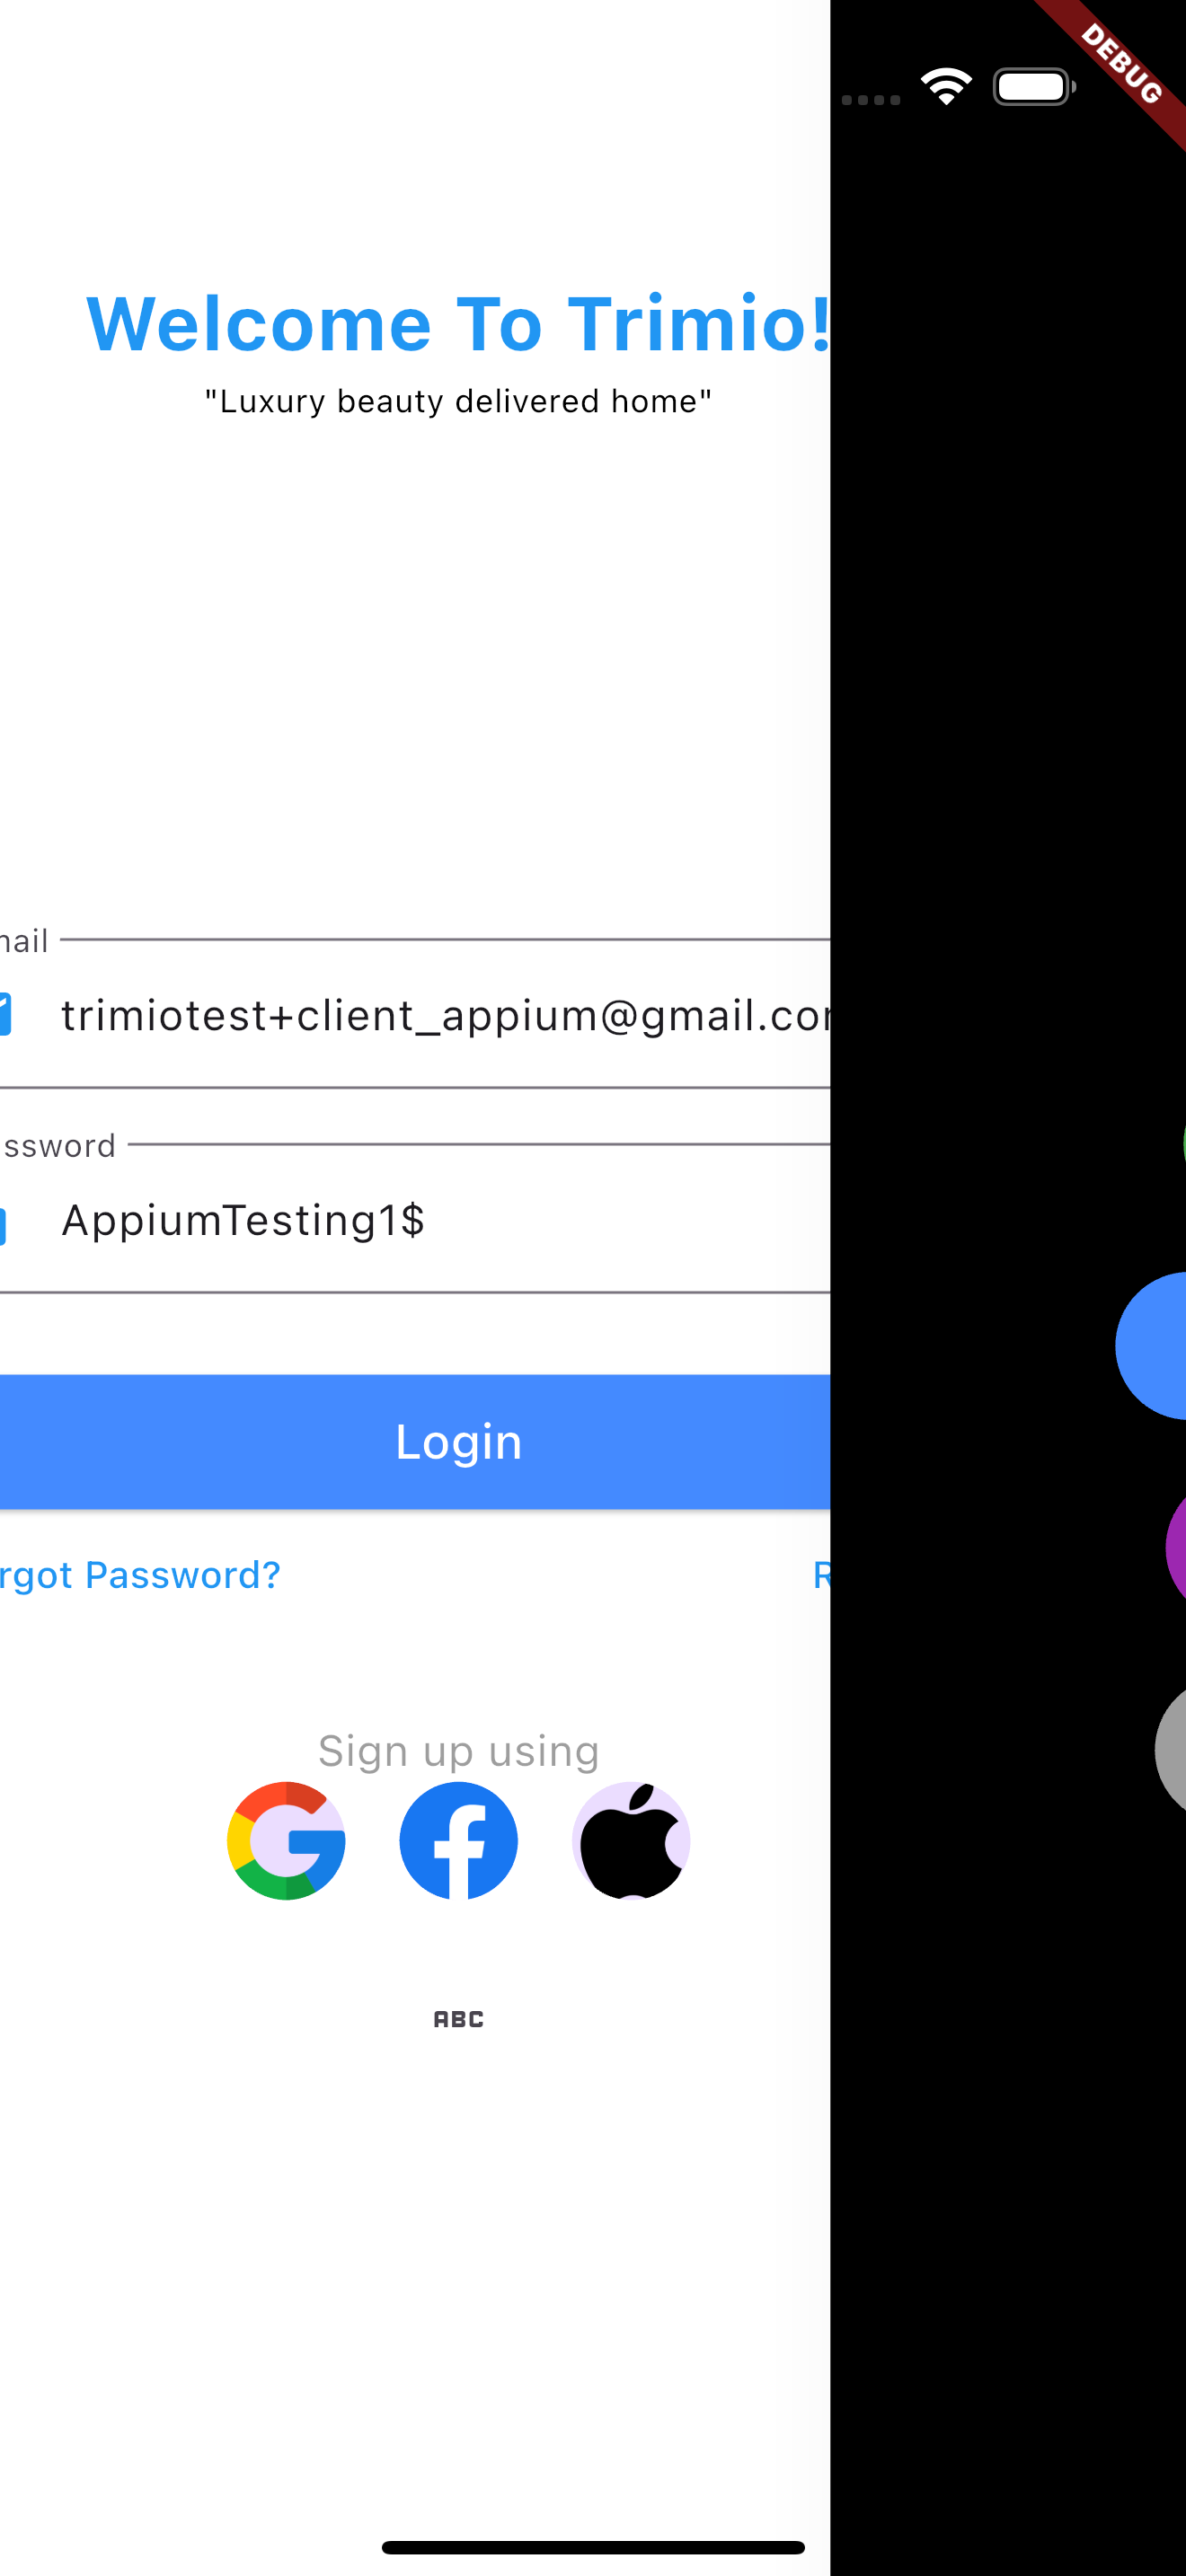 DEBUG
Welcome To Trimio!
"Luxury beauty delivered home"
nail
trimiotest+client_appium@gmail.cor
ssword
AppiumTesting1$
Login
rgot Password?
R
Sign up using
ABC